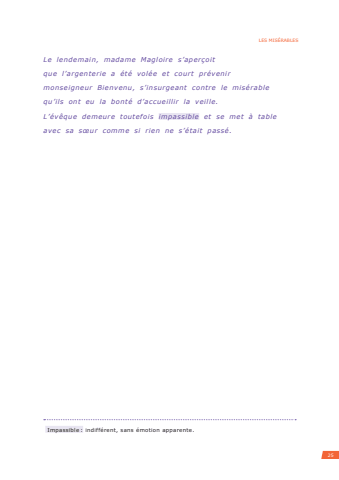 LES MISÉRABLES
Le lendemain, madame Magloire s'aperçoit
que l'argenterie a été volée et court prévenir
monseigneur Bienvenu, s'insurgeant contre le misérable
qu'ils ont eu la bonté d'accueillir la veille.
L'évêque demeure toutefois impassible et se met à table
avec sa sœur comme si rien ne s'était passé.
Impassible : indifférent, sans émotion apparente.
25